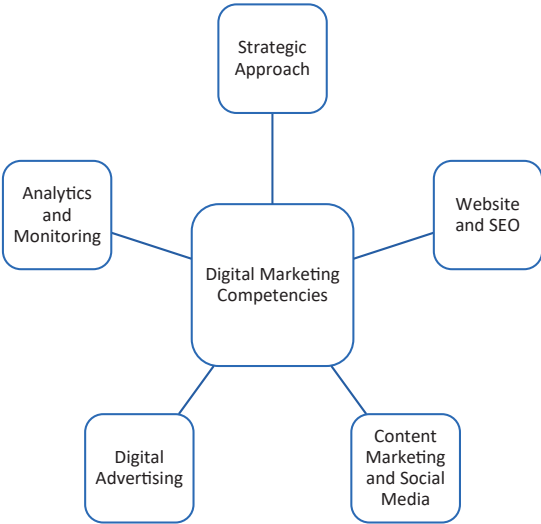 Strategic
Approach
Analytics
and
Monitoring
Website
and SEO
Digital Marketing
Competencies
Digital
Advertising
Content
Marketing
and Social
Media